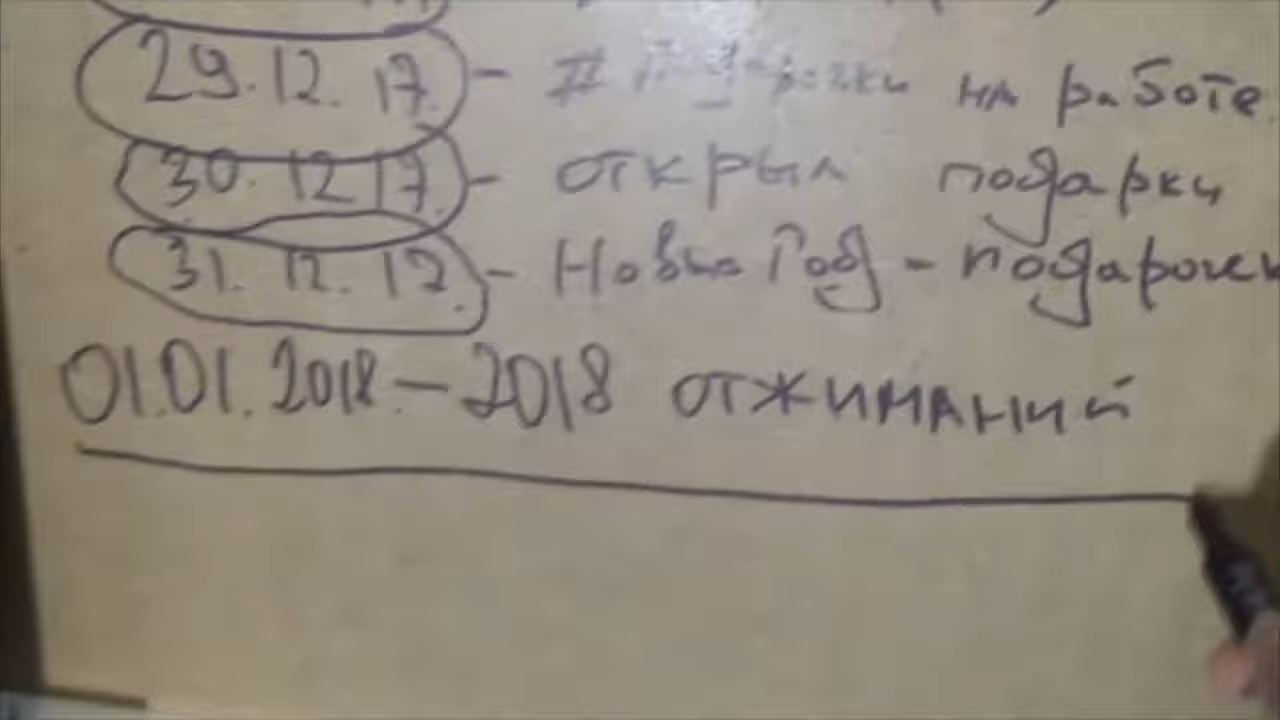 29.12.17. - # на работе
30.12.17. - открыл подарки
31.12.17. - Новый Год - подарочек
01.01.2018. - 2018 отжиманий